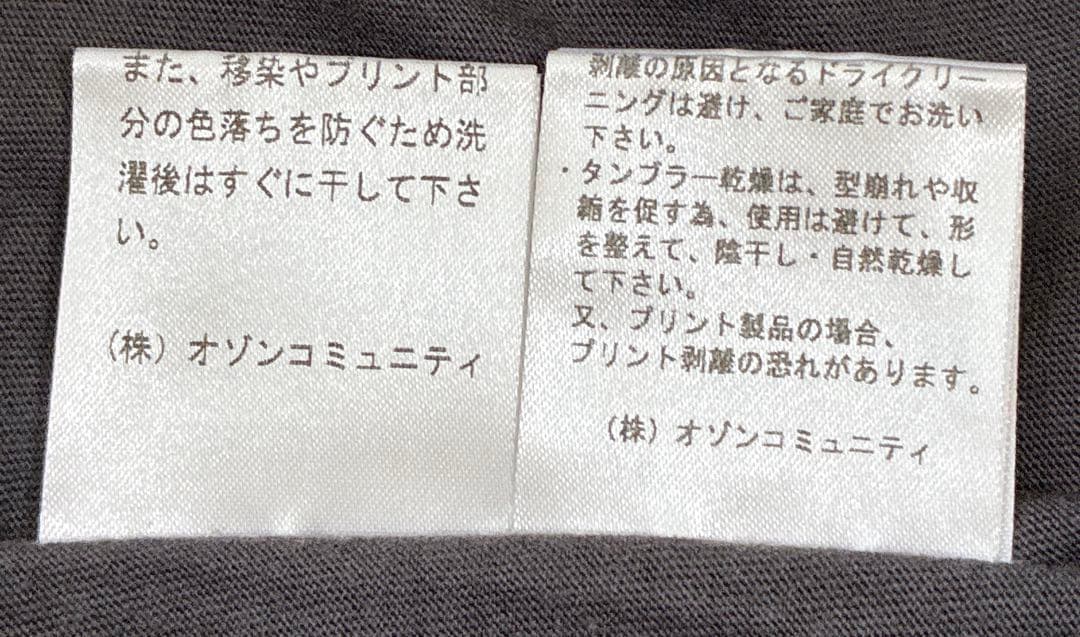 また、移染やプリント部
分の色落ちを防ぐため洗
濯後はすぐに干して下さ
い。
(株)オゾンコミュニティ
剥離の原因となるドライクリー
ニングは避け、ご家庭でお洗い
下さい。
・タンブラー乾燥は、型崩れや収
縮を促す為、使用は避けて、形
を整えて、陰干し・自然乾燥し
て下さい。
又、プリント製品の場合、
プリント剥離の恐れがあります。
(株)オゾンコミュニティ